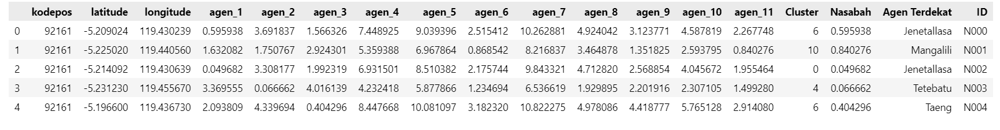 kodepos latitude longitude agen_1 agen_2 agen_3 agen_4 agen_5 agen_6 agen_7 agen_8 agen_9 agen_10 agen_11 Cluster Nasabah Agen Terdekat ID
0 92161 -5.209024 119.430239 0.595938 3.691837 1.566326 7.448925 9.039396 2.515412 10.262881 4.924042 3.123771 4.587819 2.267748 6 0.595938 Jenetallasa N000
1 92161 -5.225020 119.440560 1.632082 1.750767 2.924301 5.359388 6.967864 0.868542 8.216837 3.464878 1.351825 2.593795 0.840276 10 0.840276 Mangalili N001
2 92161 -5.214092 119.430639 0.049682 3.308177 1.992319 6.931501 8.510382 2.175744 9.843321 4.712820 2.568854 4.045672 1.955464 0 0.049682 Jenetallasa N002
3 92161 -5.231230 119.455670 3.369555 0.066662 4.016139 4.232418 5.877866 1.234694 6.536619 1.929895 2.201916 2.307105 1.499280 4 0.066662 Tetebatu N003
4 92161 -5.196600 119.436730 2.093809 4.339694 0.404296 8.447668 10.081097 3.182320 10.822275 4.978086 4.418777 5.765128 2.914080 6 0.404296 Taeng N004